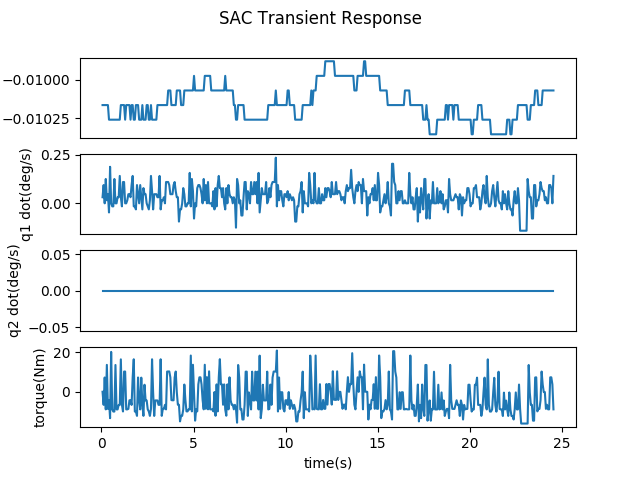 SAC Transient Response
−0.01000
−0.01025
0.25
0.00
q1 dot(deg/s)
0.05
0.00
−0.05
q2 dot(deg/s)
20
0
torque(Nm)
0 5 10 15 20 25
time(s)